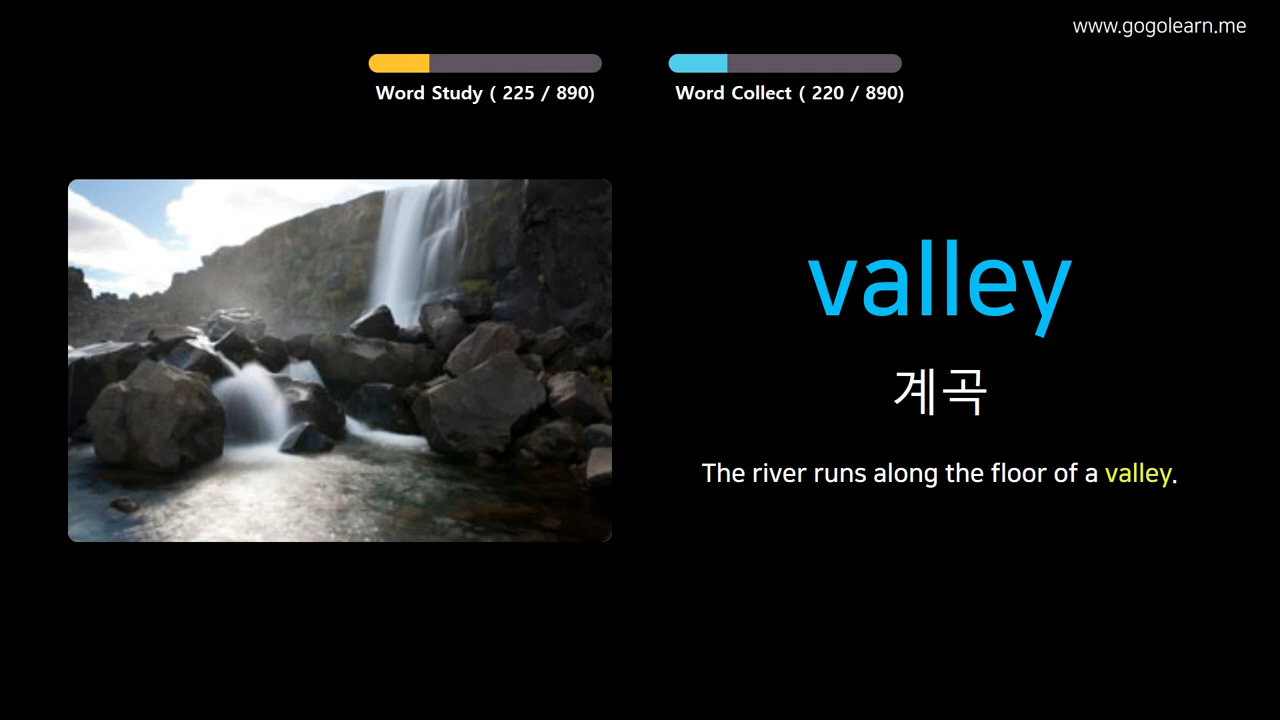 www.gogolearn.me
Word Study ( 225 / 890)
Word Collect ( 220 / 890)
valley
계곡
The river runs along the floor of a valley.